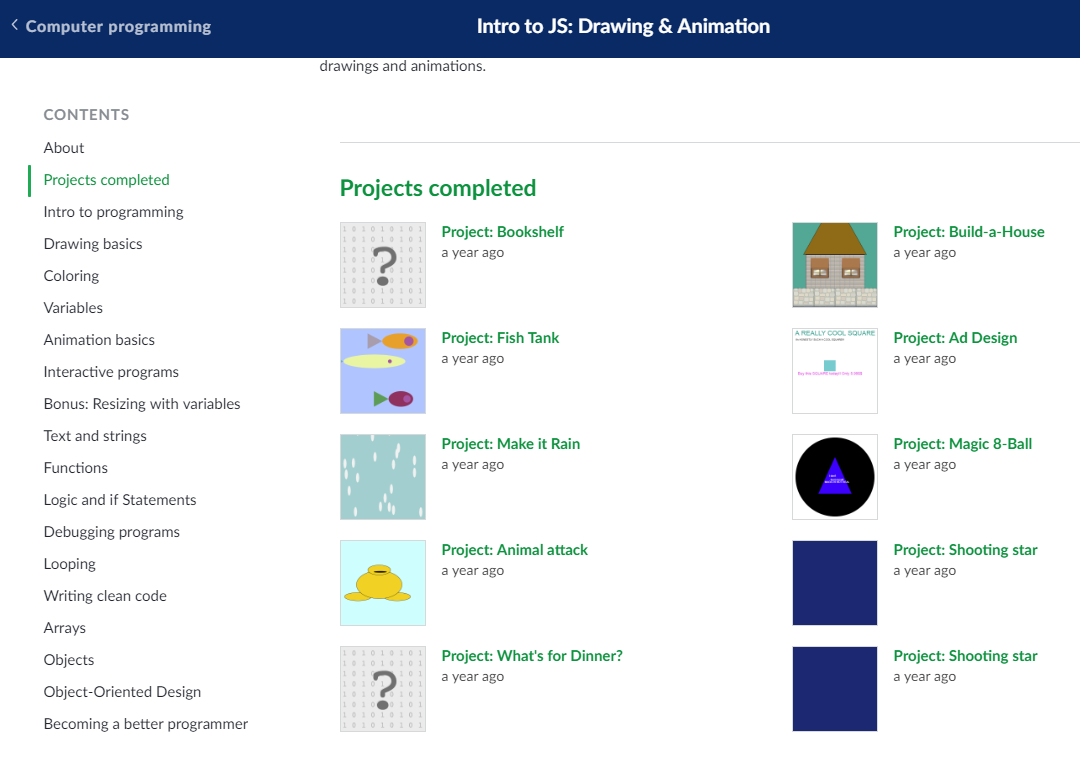 Computer programming
Intro to JS: Drawing & Animation
drawings and animations.
CONTENTS
About
Projects completed
Intro to programming
Drawing basics
Coloring
Variables
Animation basics
Interactive programs
Bonus: Resizing with variables
Text and strings
Functions
Logic and if Statements
Debugging programs
Looping
Writing clean code
Arrays
Objects
Object-Oriented Design
Becoming a better programmer
Projects completed
Project: Bookshelf
a year ago
Project: Build-a-House
a year ago
Project: Fish Tank
a year ago
A REALLY COOL SQUARE
Project: Ad Design
a year ago
Project: Make it Rain
a year ago
Project: Magic 8-Ball
a year ago
Project: Animal attack
a year ago
Project: Shooting star
a year ago
Project: What's for Dinner?
a year ago
Project: Shooting star
a year ago